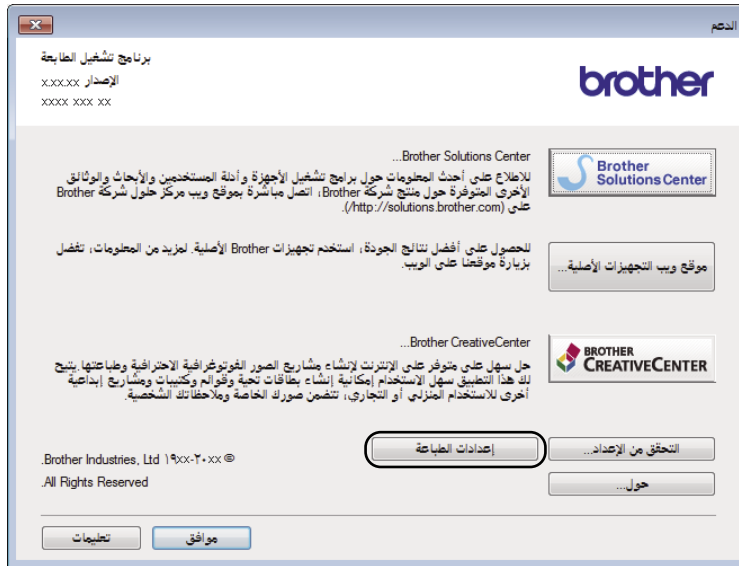 الدعم
برنامج تشغيل الطابعة
الإصدار x.xx.xx
xxxx xxx xx
brother
Brother Solutions Center
Brother Solutions Center...
للاطلاع على أحدث المعلومات حول برامج تشغيل الأجهزة و أدلة المستخدمين والأبحاث والوثائق
الأخرى المتوفرة حول منتج شركة Brother، اتصل مباشرة بموقع ويب مركز حلول شركة Brother
على (http://solutions.brother.com/).
موقع ويب التجهيزات الأصلية...
للحصول على أفضل نتائج الجودة، استخدم تجهيزات Brother الأصلية. لمزيد من المعلومات، تفضل
بزيارة موقعنا على الويب.
BROTHER
CREATIVECENTER
Brother CreativeCenter...
حل سهل على متوفر على الإنترنت لإنشاء مشاريع الصور الفوتوغرافية الاحترافية وطباعتها. يتيح
لك هذا التطبيق سهل الاستخدام إمكانية إنشاء بطاقات تحية وقوالم وكتيبات ومشاريع إبداعية
أخرى للاستخدام المنزلي أو التجاري، تتضمن صورك الخاصة وملاحظاتك الشخصية.
التحقق من الإعداد...
إعدادات الطباعة
حول...
© ١٩xx-٢٠xx Brother Industries, Ltd.
All Rights Reserved.
موافق
تعليمات